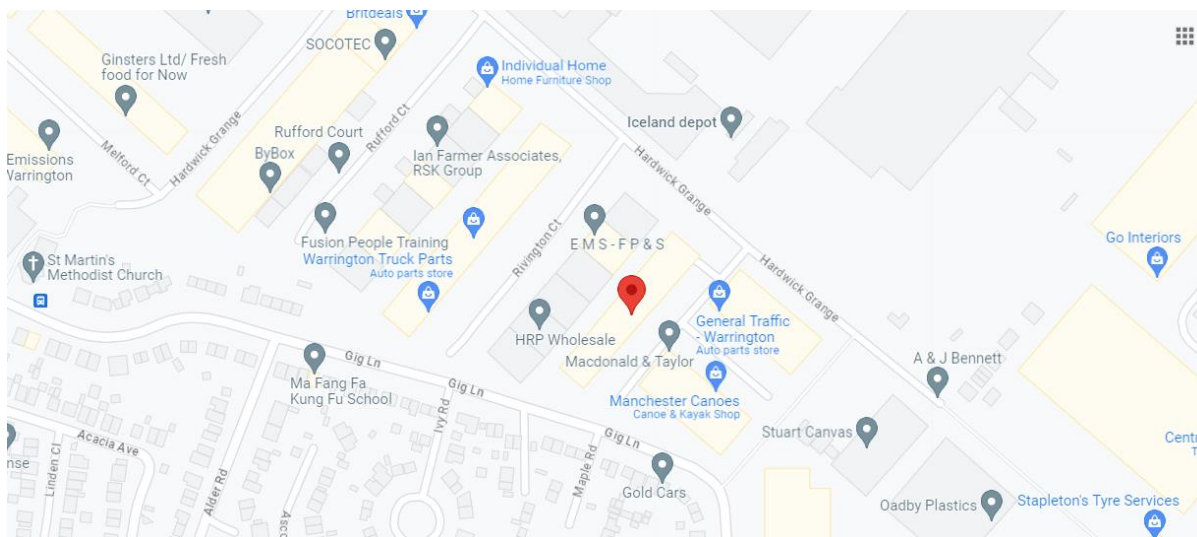 Britdeals
SOCOTEC
Ginsters Ltd/ Fresh
food for Now
Individual Home
Home Furniture Shop
Rufford Ct
Hardwick Grange
Iceland depot
Rufford Court
ByBox
Melford Ct
Emissions
Warrington
Ian Farmer Associates,
RSK Group
Hardwick Grange
Fusion People Training
Warrington Truck Parts
Auto parts store
Rivington Ct
E M S - F P & S
Go Interiors
St Martin's
Methodist Church
Hardwick Grange
HRP Wholesale
General Traffic
- Warrington
Auto parts store
Macdonald & Taylor
Gig Ln
A & J Bennett
Ma Fang Fa
Kung Fu School
Gig Ln
Ivy Rd
Manchester Canoes
Canoe & Kayak Shop
Stuart Canvas
Gig Ln
Acacia Ave
Linden Cl
Alder Rd
Maple Rd
Gold Cars
Oadby Plastics
Stapleton's Tyre Services